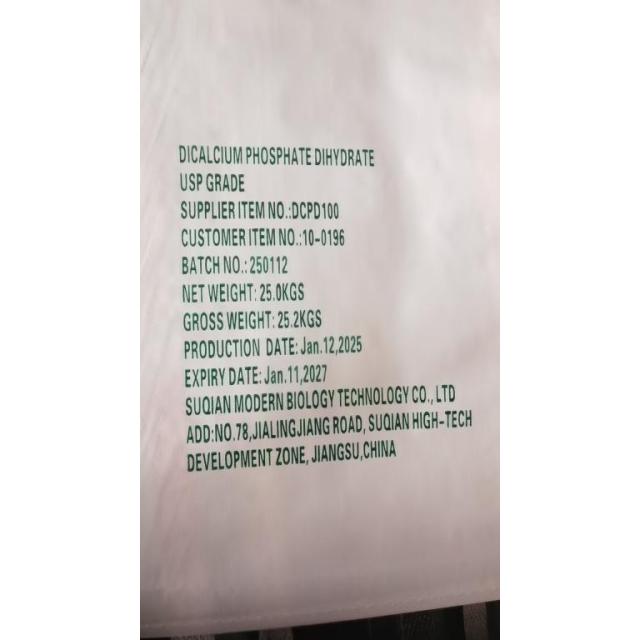 DICALCIUM PHOSPHATE DIHYDRATE
USP GRADE
SUPPLIER ITEM NO.:DCPD100
CUSTOMER ITEM NO.:10-0196
BATCH NO.: 250112
NET WEIGHT: 25.0KGS
GROSS WEIGHT: 25.2KGS
PRODUCTION DATE: Jan.12,2025
EXPIRY DATE: Jan.11,2027
SUQIAN MODERN BIOLOGY TECHNOLOGY CO., LTD
ADD:NO.78,JIALINGJIANG ROAD, SUQIAN HIGH-TECH
DEVELOPMENT ZONE, JIANGSU,CHINA